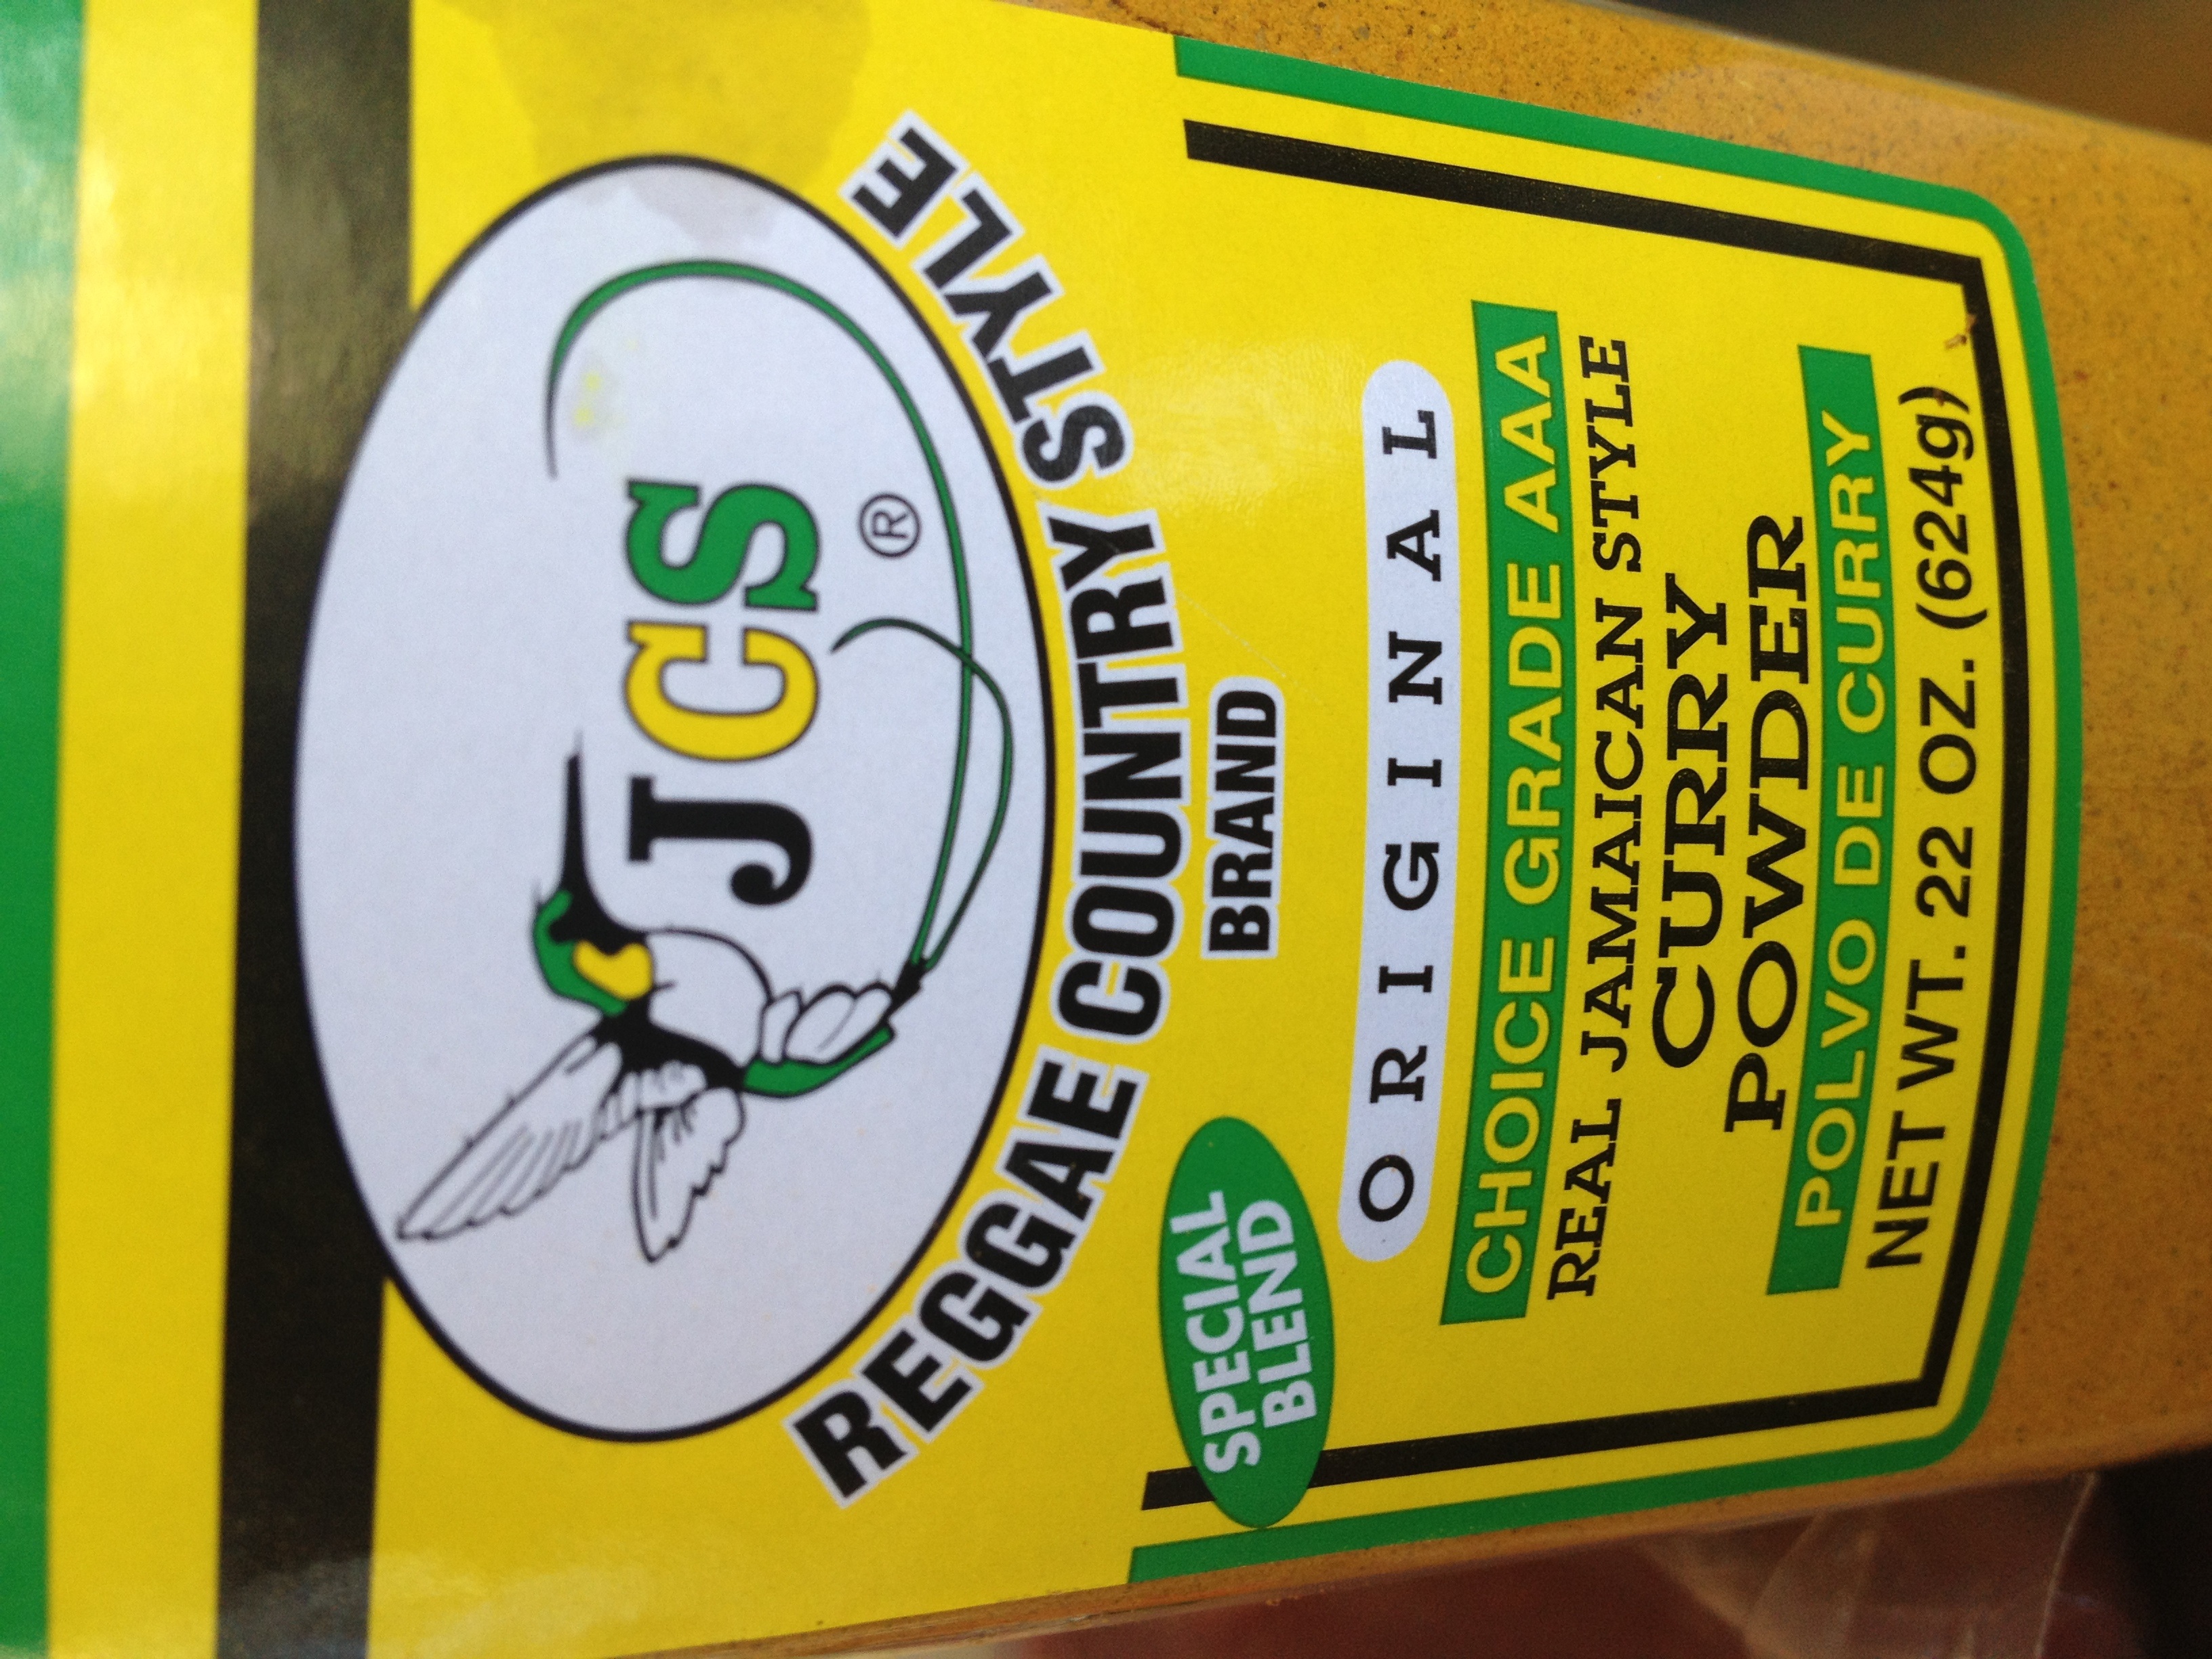 JCS ®
REGGAE COUNTRY STYLE
BRAND
SPECIAL
BLEND
ORIGINAL
CHOICE GRADE AAA
REAL JAMAICAN STYLE
CURRY
POWDER
POLVO DE CURRY
NET WT. 22 OZ. (624g)